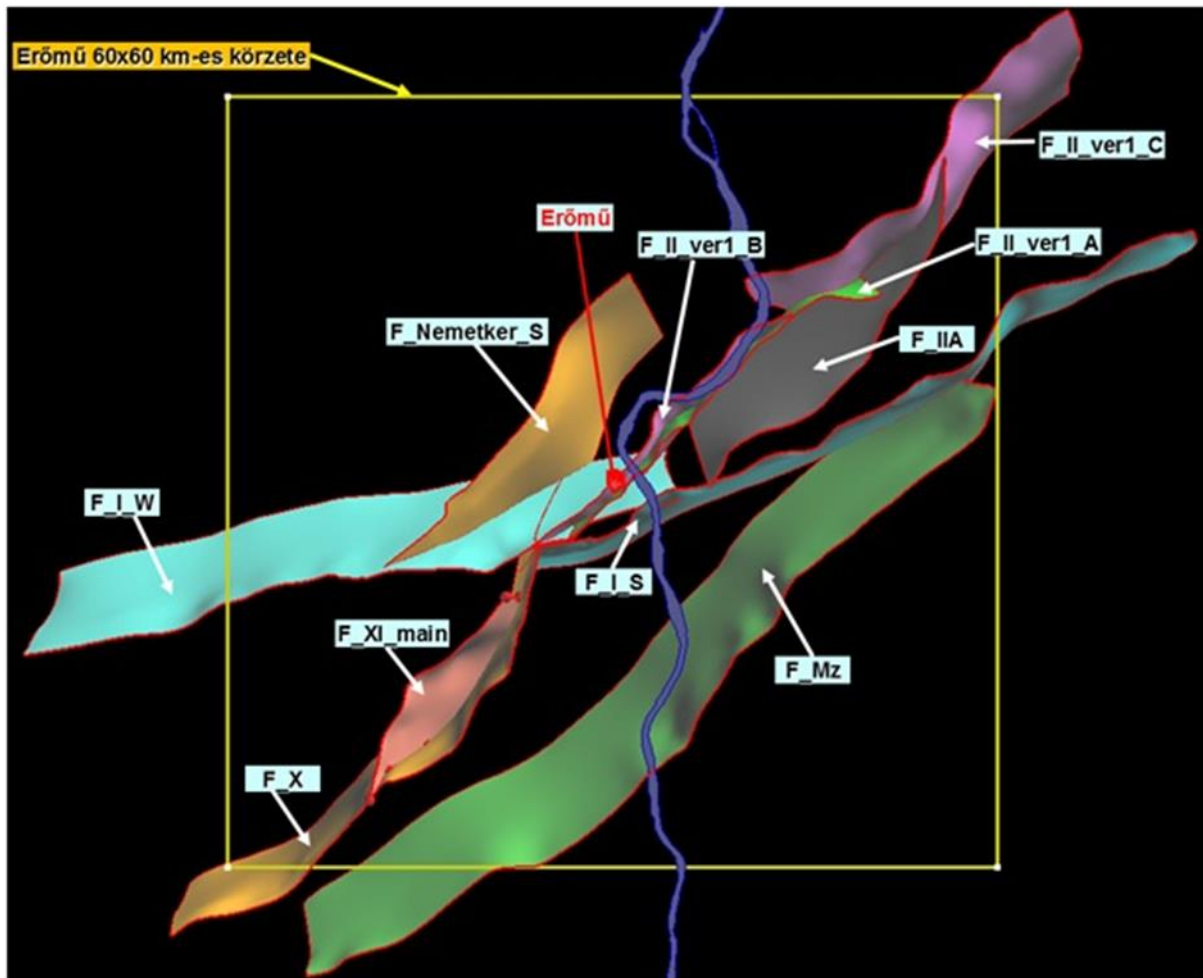 Erőmű 60x60 km-es körzete
F_II_ver1_C
Erőmű
F_II_ver1_B
F_II_ver1_A
F_Nemetker_S
F_IIA
F_I_W
F_I_S
F_XI_main
F_Mz
F_X